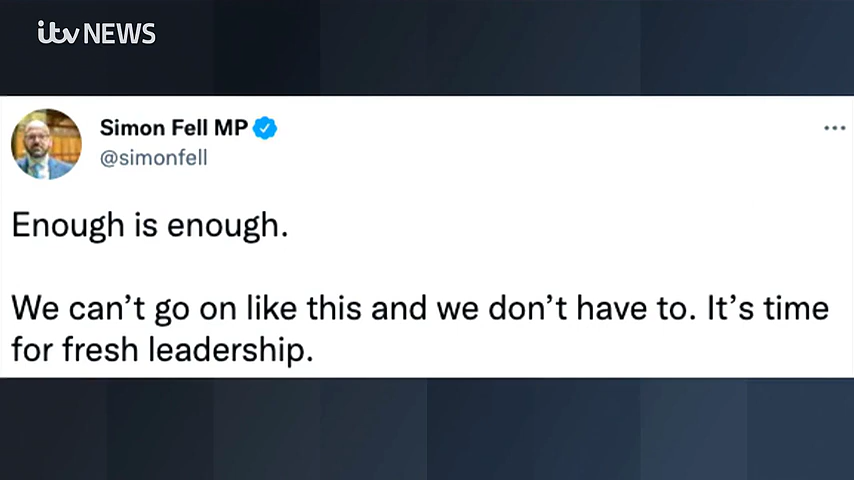 itv NEWS
Simon Fell MP
@simonfell
Enough is enough.
We can’t go on like this and we don’t have to. It’s time
for fresh leadership.